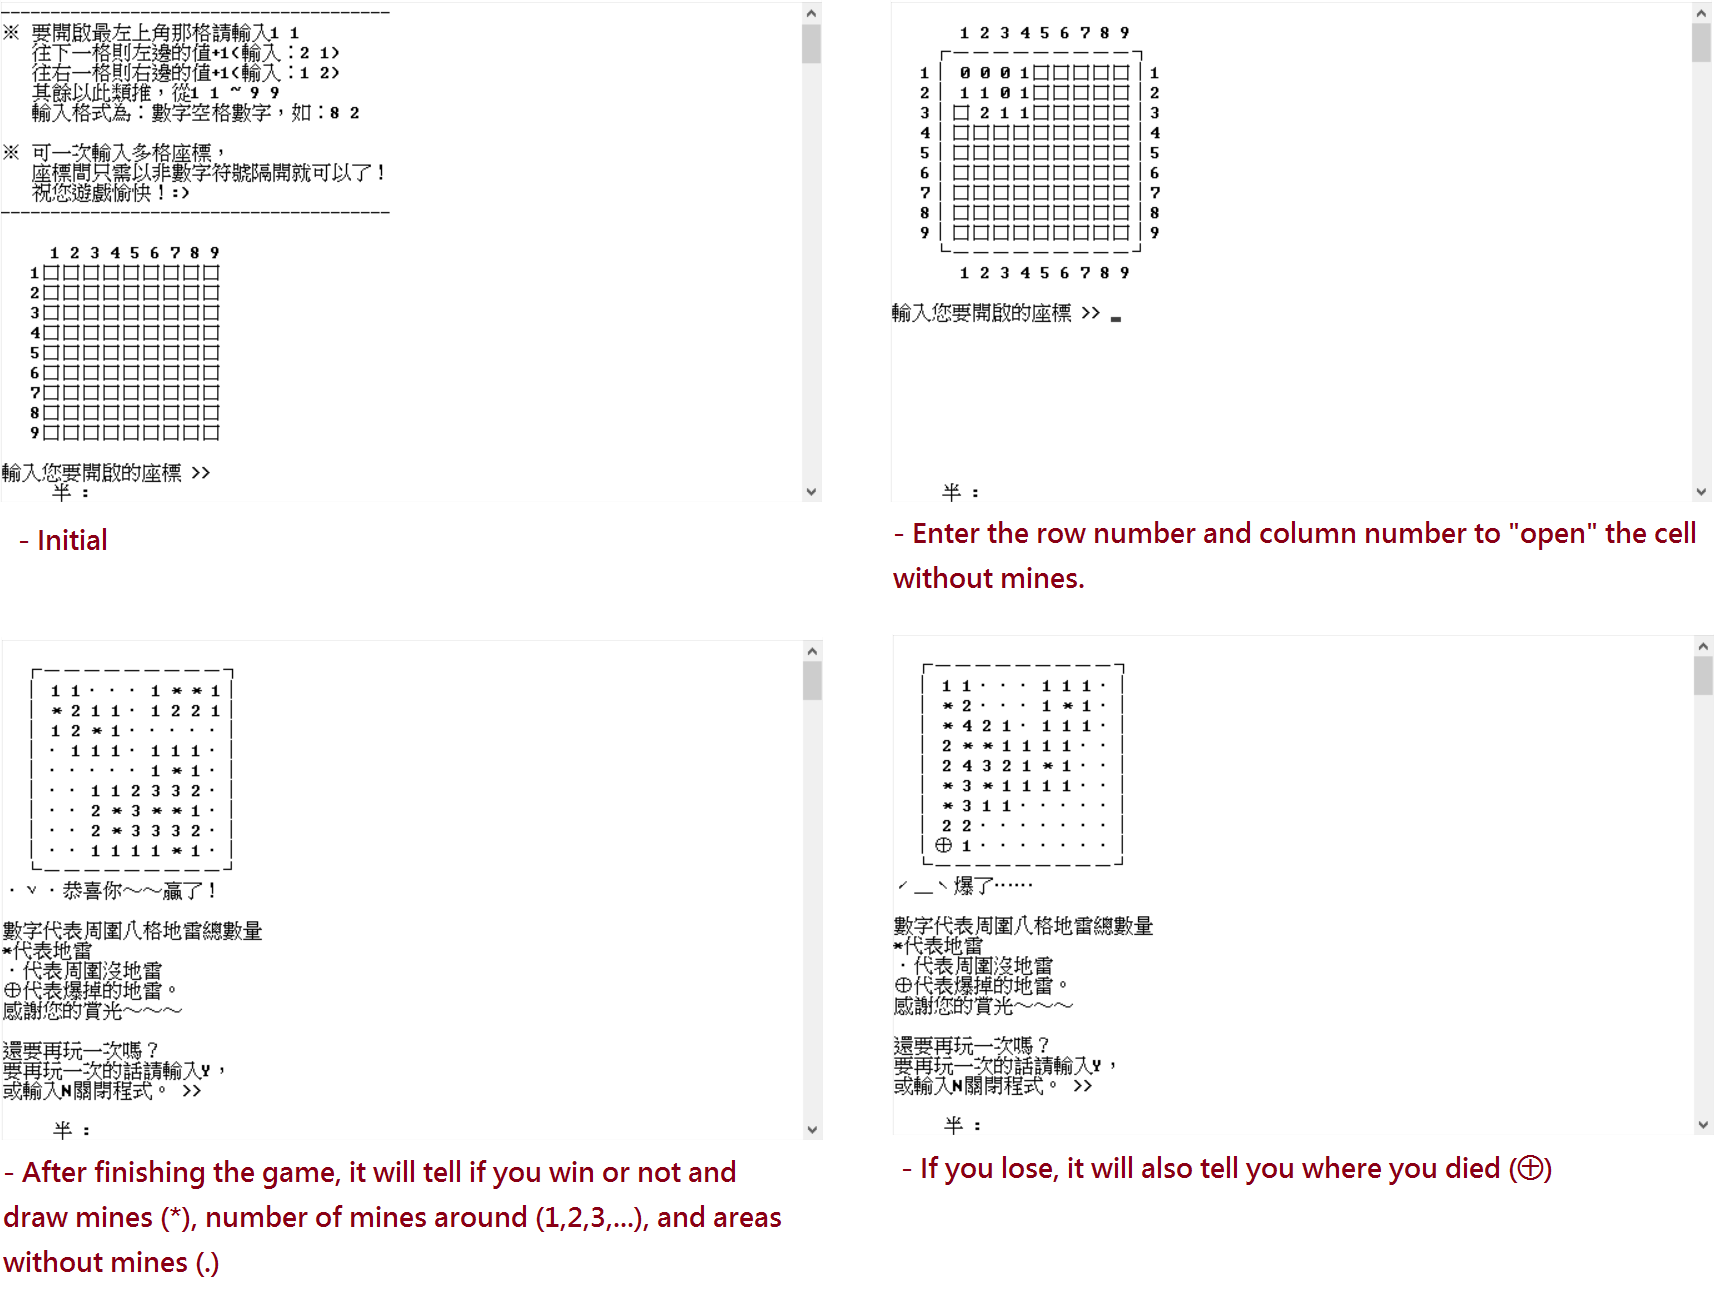 ----------------------------------------
※ 要開啟最左上角那格請輸入1 1
往下一格則左邊的值+1(輸入：2 1)
往右一格則右邊的值+1(輸入：1 2)
其餘以此類推，從1 1 ~ 9 9
輸入格式為：數字空格數字，如：8 2
※ 可一次輸入多格座標，
座標間只需以非數字符號隔開就可以了！
祝您遊戲愉快！:)
----------------------------------------
1 2 3 4 5 6 7 8 9
1□□□□□□□□□
2□□□□□□□□□
3□□□□□□□□□
4□□□□□□□□□
5□□□□□□□□□
6□□□□□□□□□
7□□□□□□□□□
8□□□□□□□□□
9□□□□□□□□□
輸入您要開啟的座標 >>
半 :
- Initial
1 2 3 4 5 6 7 8 9
1│ 0 0 0 1□□□□□│1
2│ 1 1 0 1□□□□□│2
3│□ 2 1 1□□□□□│3
4│□□□□□□□□□│4
5│□□□□□□□□□│5
6│□□□□□□□□□│6
7│□□□□□□□□□│7
8│□□□□□□□□□│8
9│□□□□□□□□□│9
1 2 3 4 5 6 7 8 9
輸入您要開啟的座標 >> _
半 :
- Enter the row number and column number to "open" the cell
without mines.
│ 1 1 · · · 1 * * 1│
│ * 2 1 1 · 1 2 2 1│
│ 1 2 * 1 · · · · ·│
│ · 1 1 1 · 1 1 1 ·│
│ · · · · · 1 * 1 ·│
│ · · 1 1 2 3 3 2 ·│
│ · · 2 * 3 * * 1 ·│
│ · · 2 * 3 3 3 2 ·│
│ · · 1 1 1 1 * 1 ·│
．ˇ．恭喜你～～贏了！
數字代表周圍八格地雷總數量
*代表地雷
．代表周圍沒地雷
⊕代表爆掉的地雷。
感謝您的賞光～～～
還要再玩一次嗎？
要再玩一次的話請輸入Y，
或輸入N關閉程式。 >>
半 :
- After finishing the game, it will tell if you win or not and
draw mines (*), number of mines around (1,2,3,...), and areas
without mines (.)
│ 1 1 · · · 1 1 1 ·│
│ * 2 · · · 1 * 1 ·│
│ * 4 2 1 · 1 1 1 ·│
│ 2 * * 1 1 1 1 · ·│
│ 2 4 3 2 1 * 1 · ·│
│ * 3 * 1 1 1 1 · ·│
│ * 3 1 1 · · · · ·│
│ 2 2 · · · · · · ·│
│⊕ 1 · · · · · · ·│
ˊ＿ˋ爆了……
數字代表周圍八格地雷總數量
*代表地雷
．代表周圍沒地雷
⊕代表爆掉的地雷。
感謝您的賞光～～～
還要再玩一次嗎？
要再玩一次的話請輸入Y，
或輸入N關閉程式。 >>
半 :
- If you lose, it will also tell you where you died (⊕)